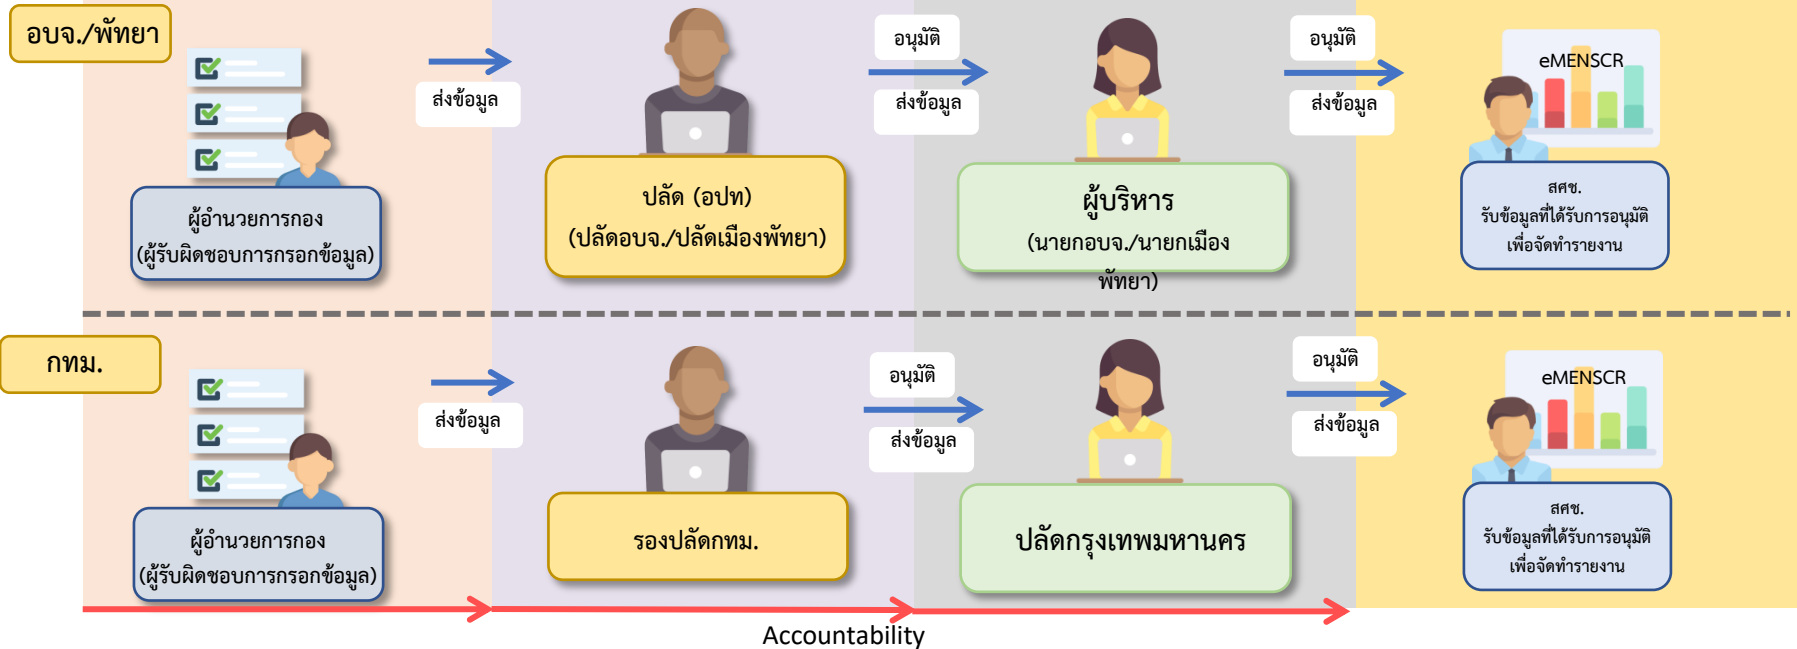 อบจ./พัทยา
ส่งข้อมูล
อนุมัติ
ส่งข้อมูล
อนุมัติ
ส่งข้อมูล
eMENSCR
ผู้อำนวยการกอง
(ผู้รับผิดชอบการกรอกข้อมูล)
ปลัด (อปท)
(ปลัดอบจ./ปลัดเมืองพัทยา)
ผู้บริหาร
(นายกอบจ./นายกเมือง
พัทยา)
สศช.
รับข้อมูลที่ได้รับการอนุมัติ
เพื่อจัดทำรายงาน
กทม.
ส่งข้อมูล
อนุมัติ
ส่งข้อมูล
อนุมัติ
ส่งข้อมูล
eMENSCR
ผู้อำนวยการกอง
(ผู้รับผิดชอบการกรอกข้อมูล)
รองปลัดกทม.
ปลัดกรุงเทพมหานคร
สศช.
รับข้อมูลที่ได้รับการอนุมัติ
เพื่อจัดทำรายงาน
Accountability